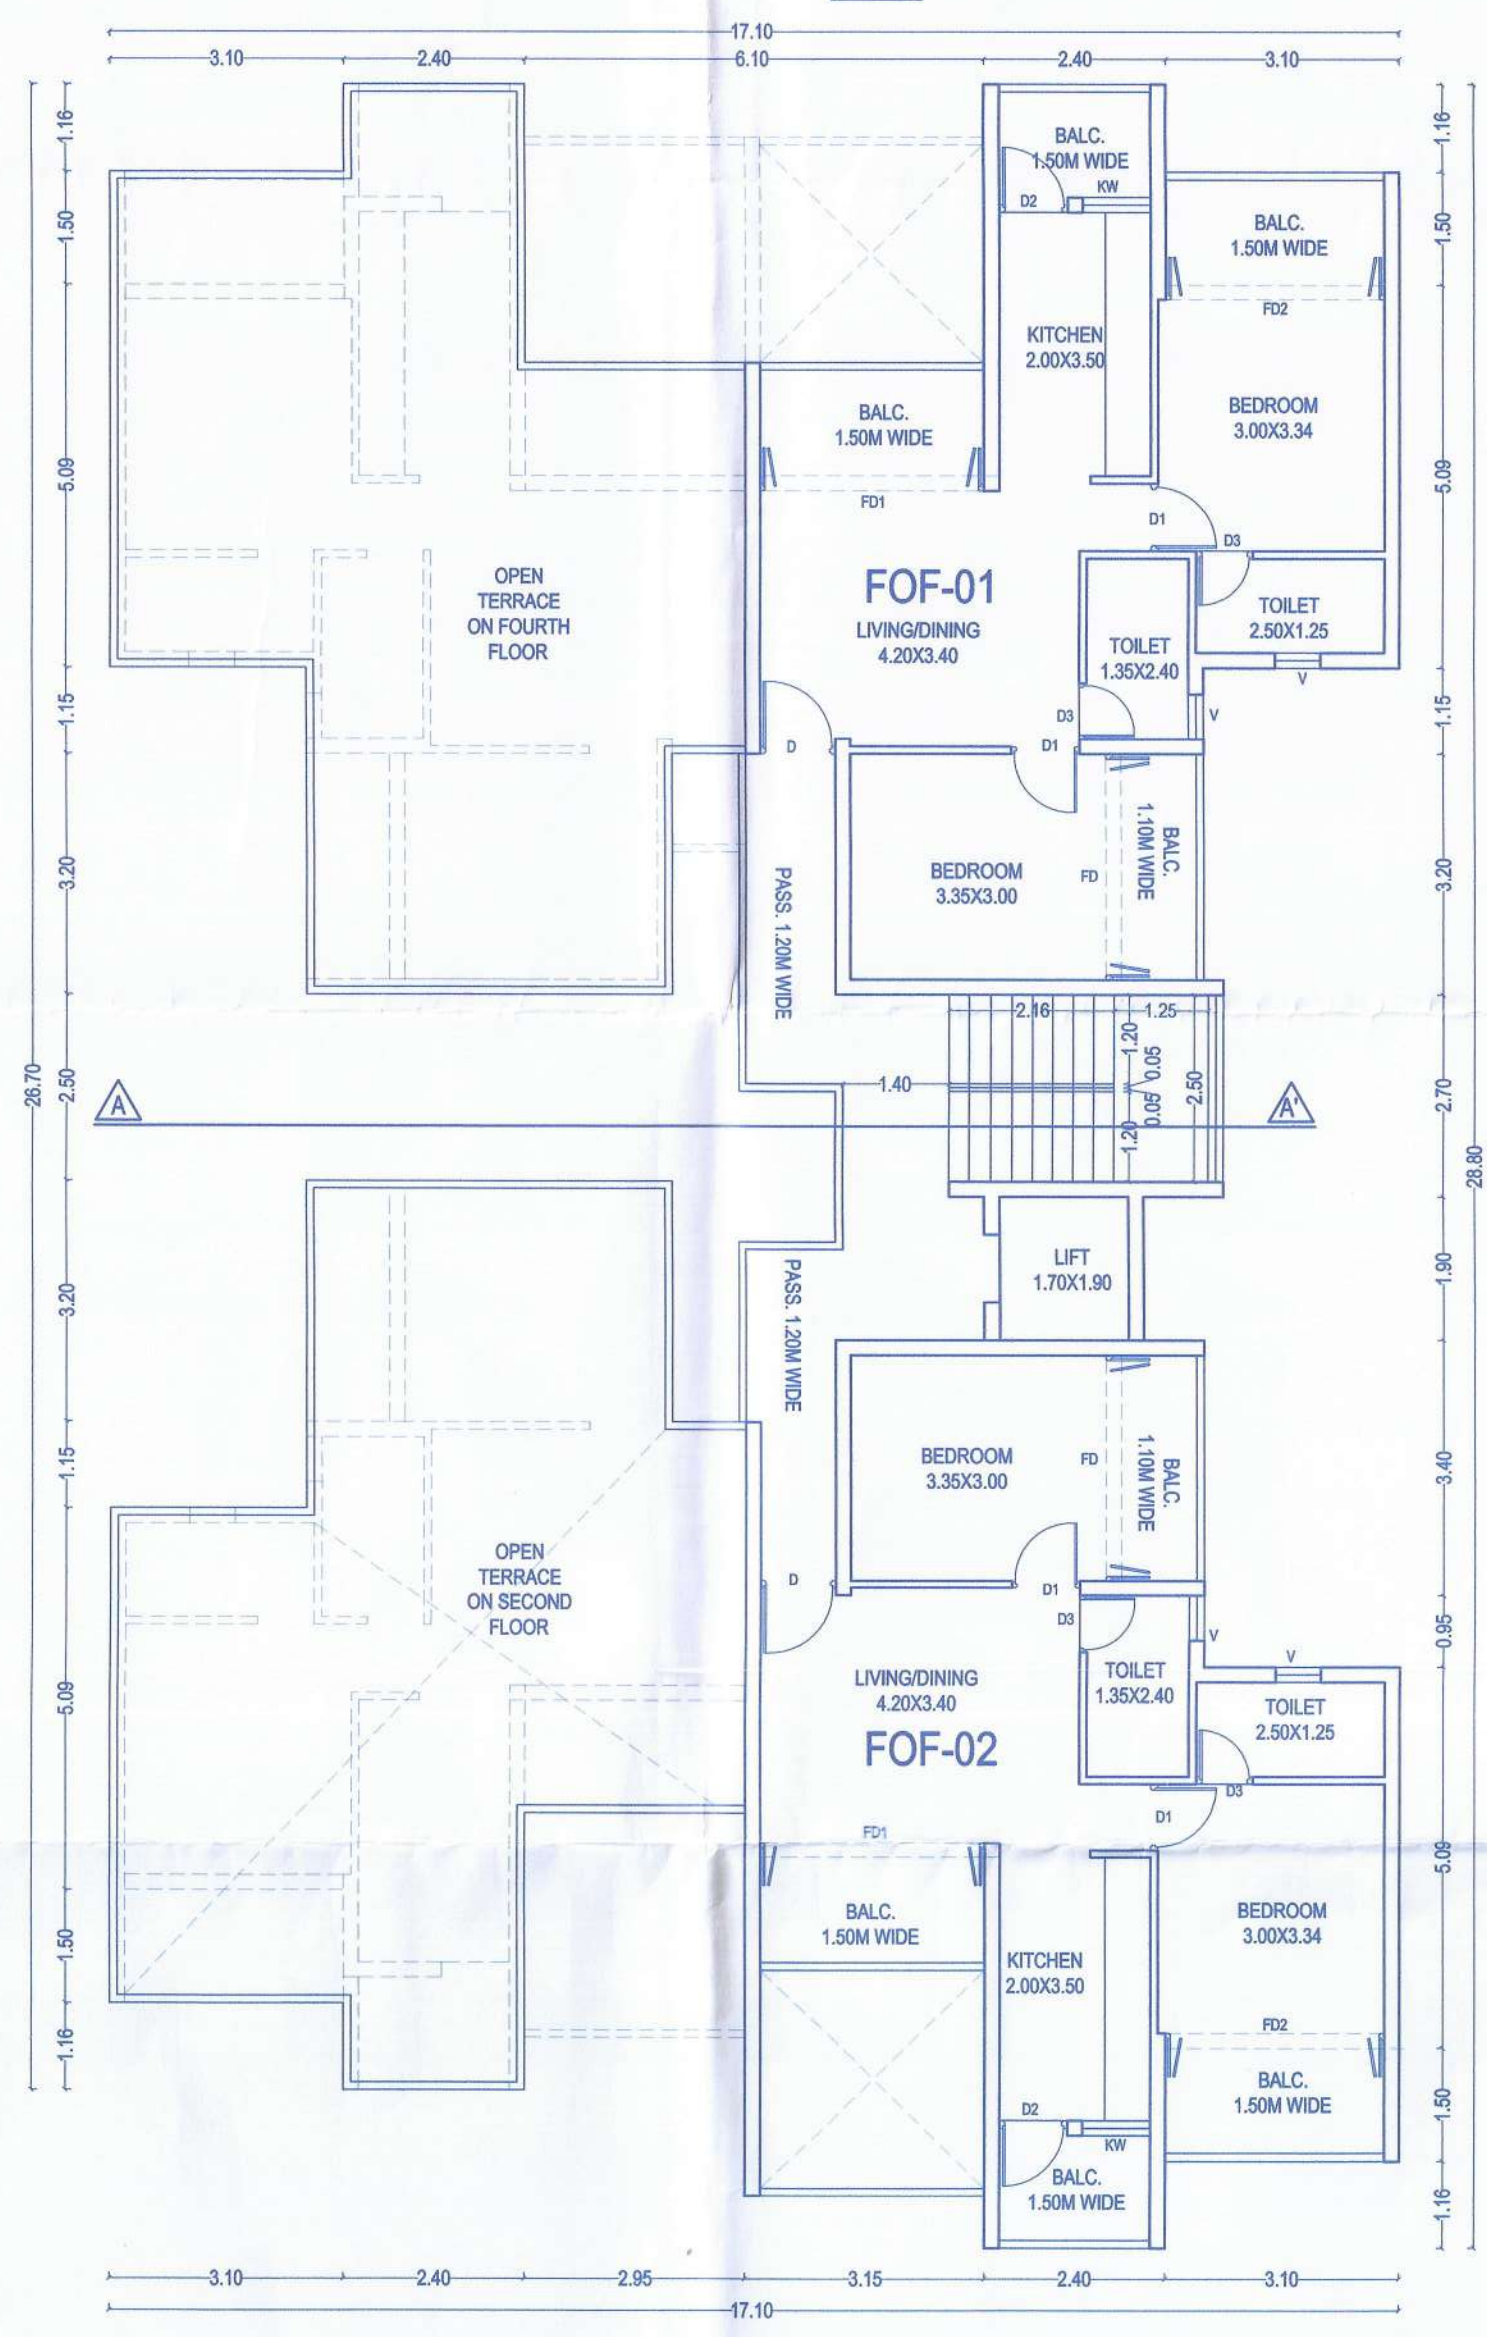 17.10
3.10 2.40 6.10 2.40 3.10
1.16
1.50
5.09
1.15
3.20
2.50
26.70
3.20
1.15
5.09
1.50
1.16
BALC.
1.50M WIDE
D2
KW
BALC.
1.50M WIDE
FD2
KITCHEN
2.00X3.50
BEDROOM
3.00X3.34
BALC.
1.50M WIDE
FD1
D1
D3
OPEN
TERRACE
ON FOURTH
FLOOR
FOF-01
LIVING/DINING
4.20X3.40
TOILET
1.35X2.40
TOILET
2.50X1.25
V
V
D3
D
D1
BEDROOM
3.35X3.00
FD
BALC.
1.10M WIDE
PASS. 1.20M WIDE
2.16
1.25
1.20
0.05
0.05
1.20
2.50
1.40
A
A'
LIFT
1.70X1.90
PASS. 1.20M WIDE
BEDROOM
3.35X3.00
FD
BALC.
1.10M WIDE
OPEN
TERRACE
ON SECOND
FLOOR
D
D1
D3
V
V
LIVING/DINING
4.20X3.40
FOF-02
TOILET
1.35X2.40
TOILET
2.50X1.25
D3
D1
FD1
BALC.
1.50M WIDE
KITCHEN
2.00X3.50
BEDROOM
3.00X3.34
FD2
BALC.
1.50M WIDE
D2
KW
BALC.
1.50M WIDE
1.16
1.50
5.09
1.15
3.20
2.70
28.80
1.90
3.40
0.95
5.09
1.50
1.16
3.10 2.40 2.95 3.15 2.40 3.10
17.10